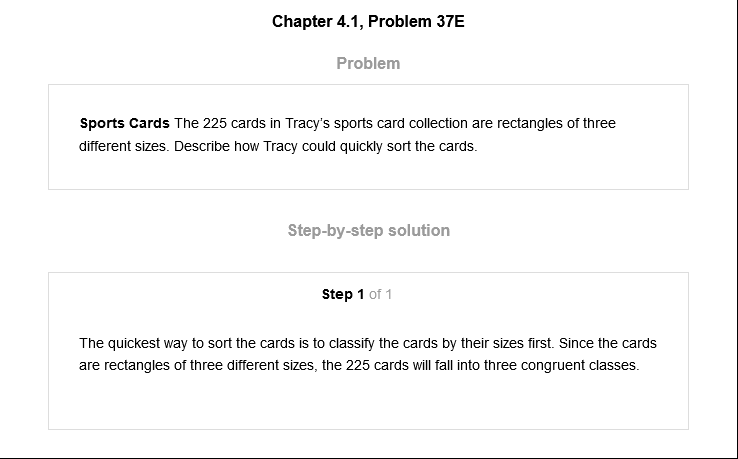 Chapter 4.1, Problem 37E
Problem
Sports Cards The 225 cards in Tracy's sports card collection are rectangles of three
different sizes. Describe how Tracy could quickly sort the cards.
Step-by-step solution
Step 1 of 1
The quickest way to sort the cards is to classify the cards by their sizes first. Since the cards
are rectangles of three different sizes, the 225 cards will fall into three congruent classes.